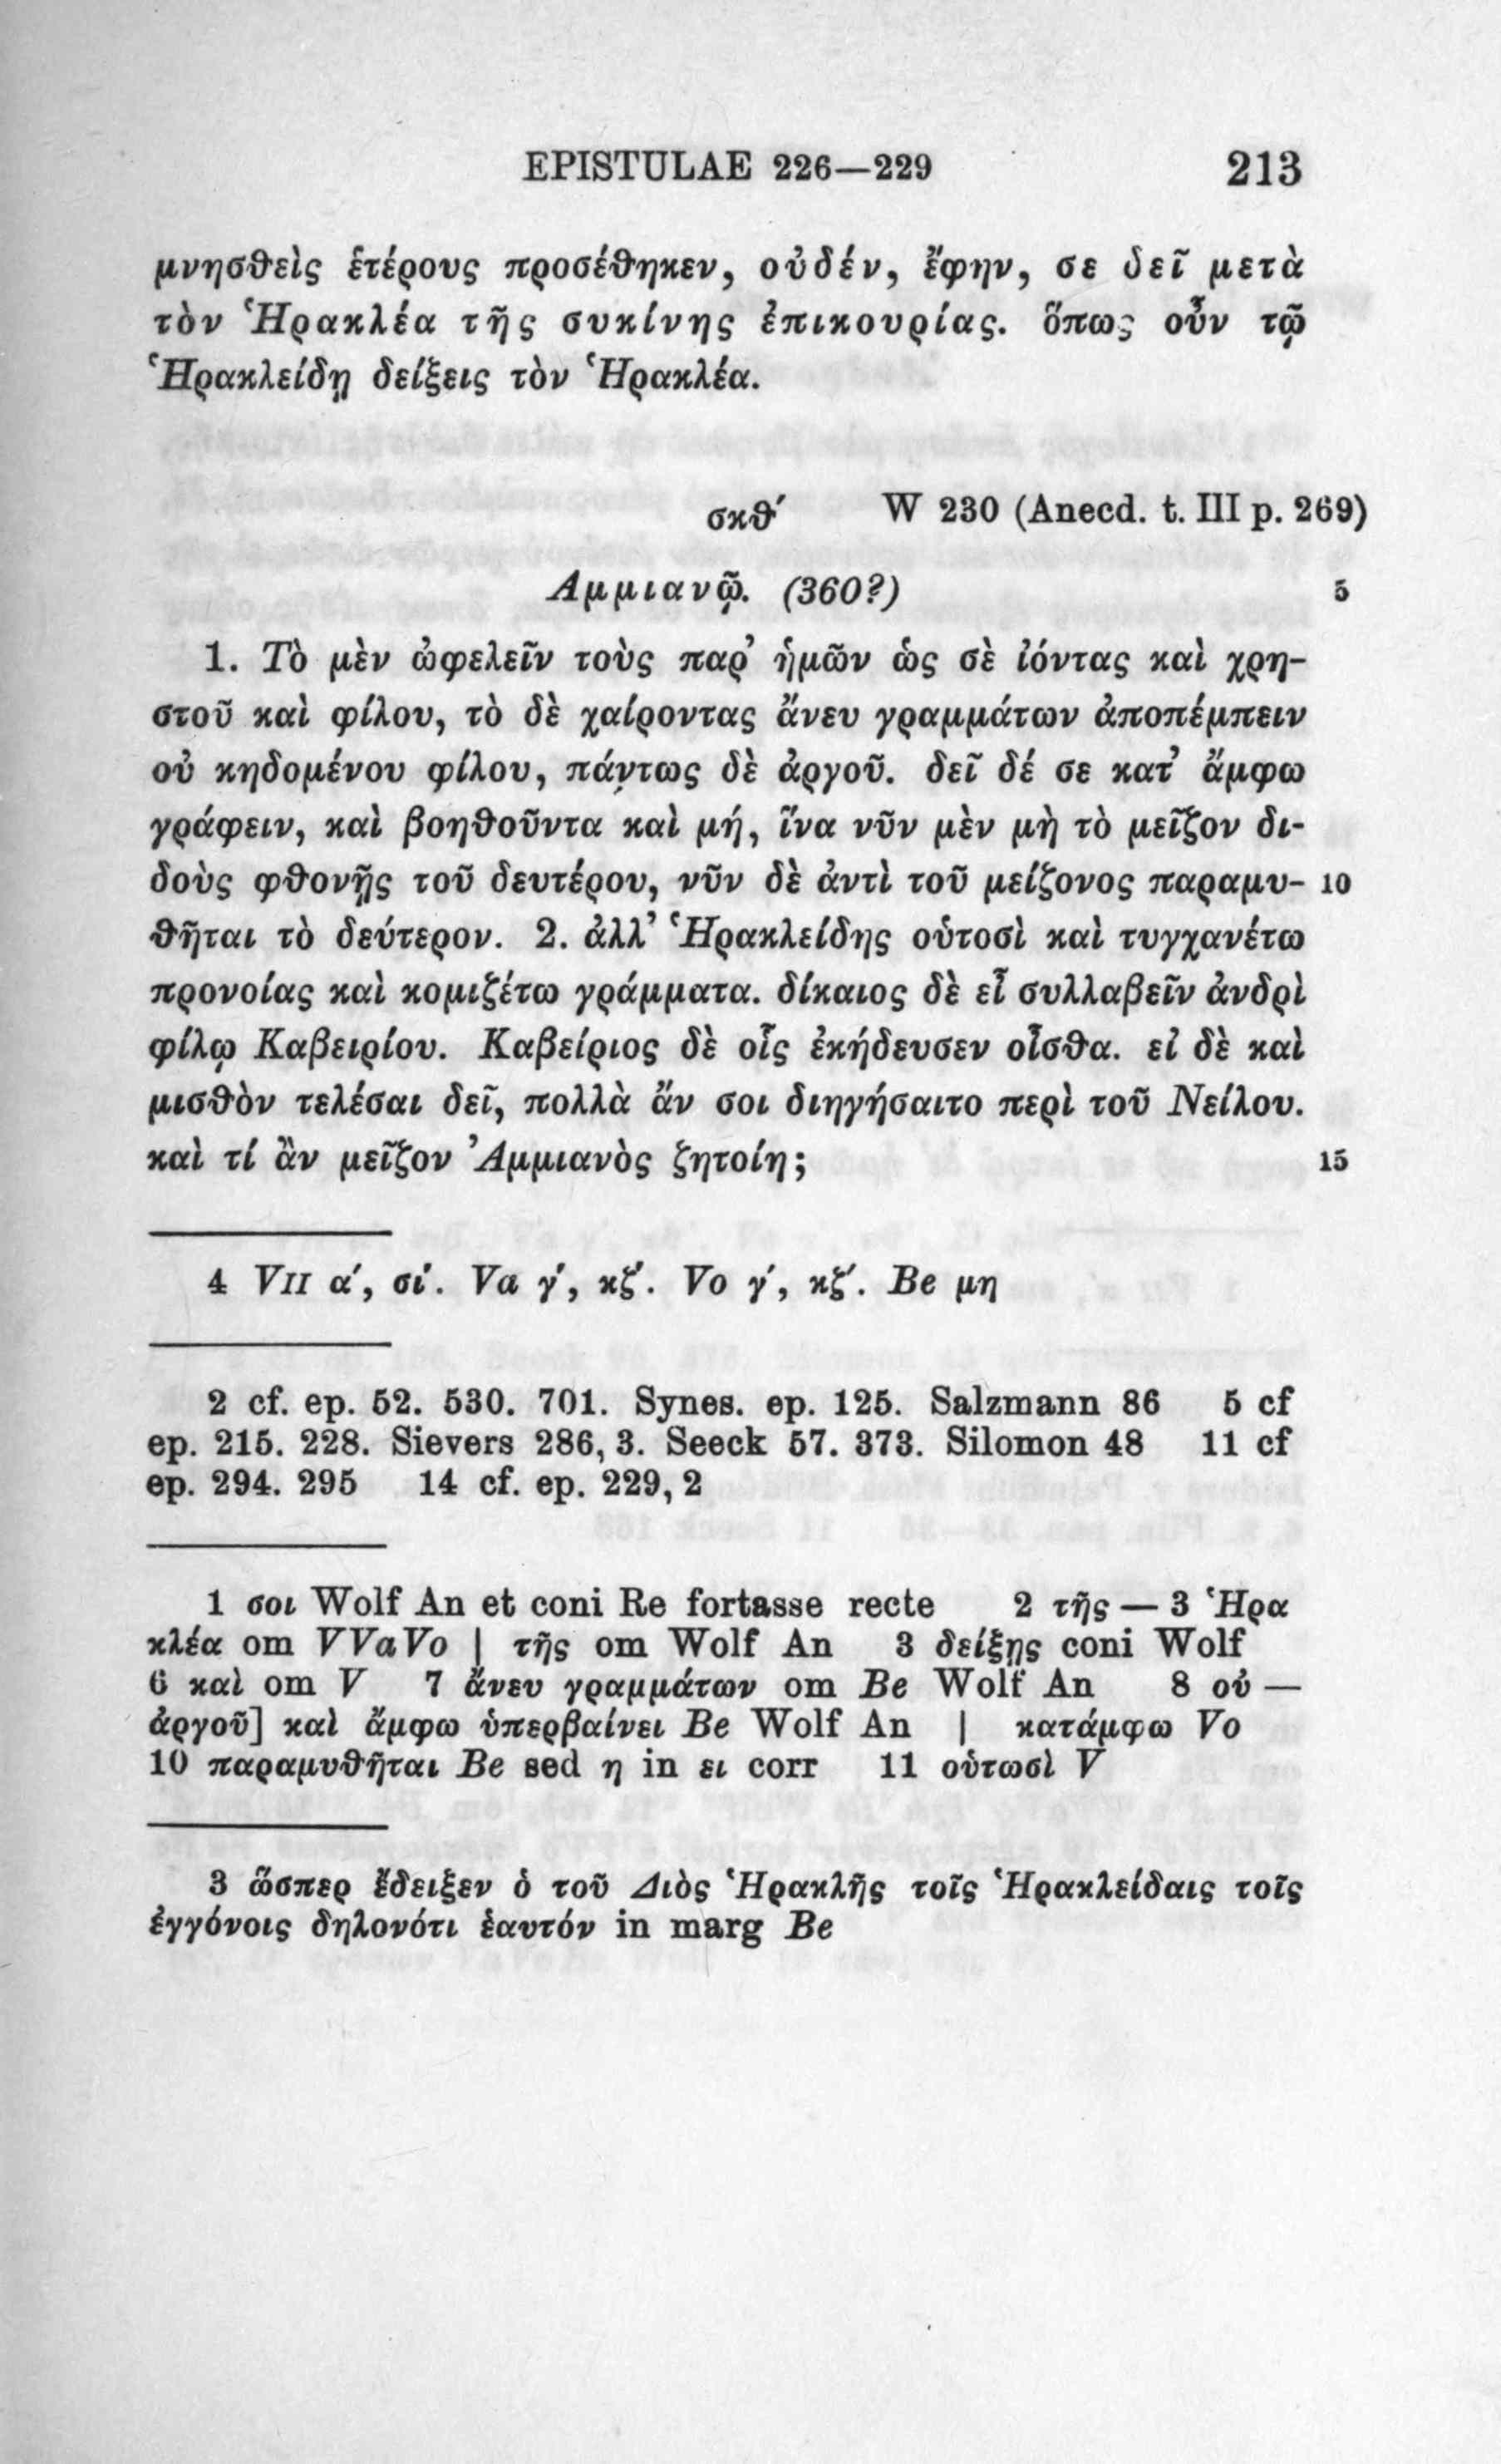 EPISTULAE 226—229 213
μνησθεὶς ἑτέρους προσέθηκεν, οὐδέν, ἔφην, σε δεῖ μετὰ
τὸν Ἡρακλέα τῆς συκίνης ἐπικουρίας. ὅπως οὖν τῷ
Ἡρακλείδῃ δείξεις τὸν Ἡρακλέα.
σκθ′ W 230 (Anecd. t. III p. 269)
Αμμιανῷ. (360?) 5
1. Τὸ μὲν ὠφελεῖν τοὺς παρ’ ἡμῶν ὡς σὲ ἰόντας καὶ χρη-
στοῦ καὶ φίλου, τὸ δὲ χαίροντας ἄνευ γραμμάτων ἀποπέμπειν
οὐ κηδομένου φίλου, πάντως δὲ ἀργοῦ. δεῖ δέ σε κατ’ ἄμφω
γράφειν, καὶ βοηθοῦντα καὶ μή, ἵνα νῦν μὲν μὴ τὸ μεῖζον δι-
δοὺς φθονῇς τοῦ δευτέρου, νῦν δὲ ἀντὶ τοῦ μείζονος παραμυ- 10
θῆται τὸ δεύτερον. 2. ἀλλ’ Ἡρακλείδης οὑτοσὶ καὶ τυγχανέτω
προνοίας καὶ κομιζέτω γράμματα. δίκαιος δὲ εἶ συλλαβεῖν ἀνδρὶ
φίλῳ Καβειρίου. Καβείριος δὲ οἷς ἐκήδευσεν οἶσθα. εἰ δὲ καὶ
μισθὸν τελέσαι δεῖ, πολλὰ ἄν σοι διηγήσαιτο περὶ τοῦ Νείλου.
καὶ τί ἂν μεῖζον Ἀμμιανὸς ζητοίη; 15
4 VII α′, σι′. Va γ′, κζ′. Vo γ′, κζ′. Be μη
2 cf. ep. 52. 530. 701. Synes. ep. 125. Salzmann 86 5 cf
ep. 215. 228. Sievers 286, 3. Seeck 57. 373. Silomon 48 11 cf
ep. 294. 295 14 cf. ep. 229, 2
1 σοι Wolf An et coni Re fortasse recte 2 τῆς — 3 Ἡρα
κλέα om V Va Vo | τῆς om Wolf An 3 δείξῃς coni Wolf
6 καὶ om V 7 ἄνευ γραμμάτων om Be Wolf An 8 οὐ —
ἀργοῦ] καὶ ἄμφω ὑπερβαίνει Be Wolf An | κατάμφω Vo
10 παραμυθῆται Be sed η in ει corr 11 οὑτωσὶ V
3 ὥσπερ ἔδειξεν ὁ τοῦ Διὸς Ἡρακλῆς τοῖς Ἡρακλείδαις τοῖς
ἐγγόνοις δηλονότι ἑαυτόν in marg Be